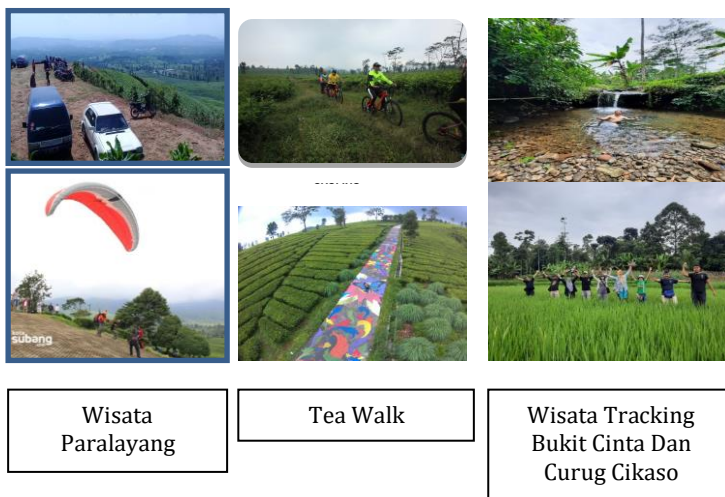 subang
Wisata
Paralayang
Tea Walk
Wisata Tracking
Bukit Cinta Dan
Curug Cikaso